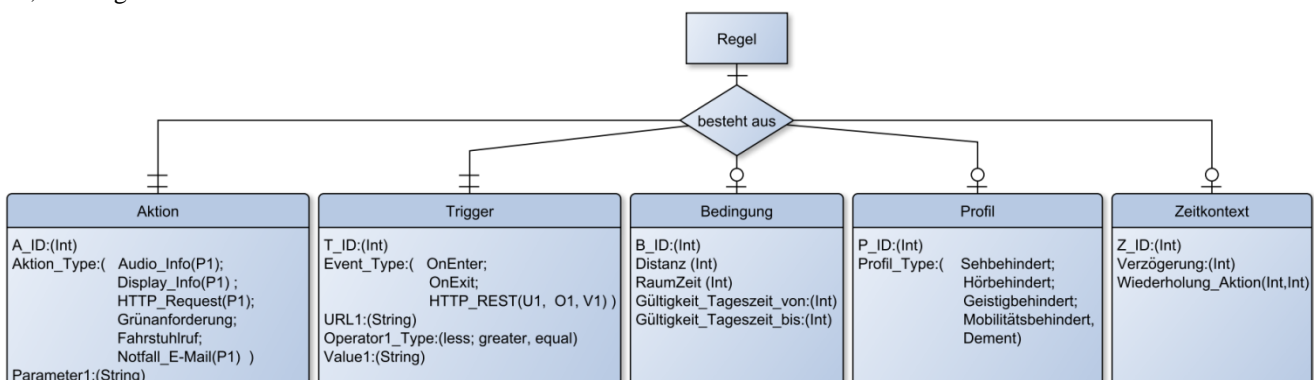 Regel
besteht aus
Aktion
A_ID:(Int)
Aktion_Type:( Audio_Info(P1);
Display_Info(P1) ;
HTTP_Request(P1);
Grünanforderung;
Fahrstuhlruf;
Notfall_E-Mail(P1) )
Parameter1:(String)
Trigger
T_ID:(Int)
Event_Type:( OnEnter;
OnExit;
HTTP_REST(U1, O1, V1) )
URL1:(String)
Operator1_Type:(less; greater, equal)
Value1:(String)
Bedingung
B_ID:(Int)
Distanz (Int)
RaumZeit (Int)
Gültigkeit_Tageszeit_von:(Int)
Gültigkeit_Tageszeit_bis:(Int)
Profil
P_ID:(Int)
Profil_Type:( Sehbehindert;
Hörbehindert;
Geistigbehindert;
Mobilitätsbehindert,
Dement)
Zeitkontext
Z_ID:(Int)
Verzögerung:(Int)
Wiederholung_Aktion(Int,Int)